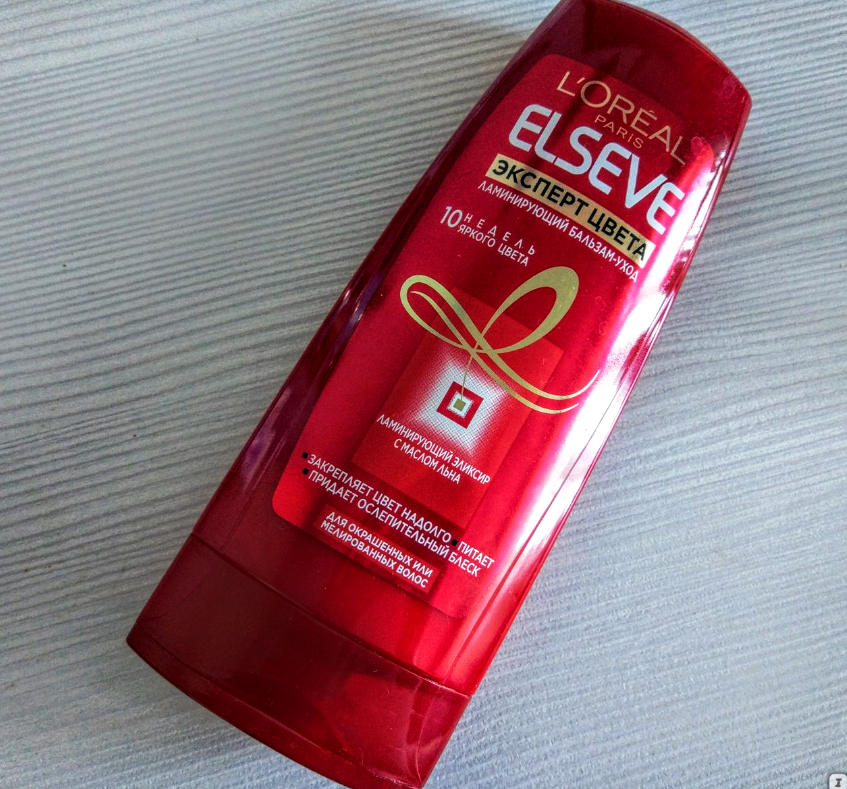 L'ORÉAL
PARIS
ELSEVE
ЭКСПЕРТ ЦВЕТА
ЛАМИНИРУЮЩИЙ БАЛЬЗАМ-УХОД
10 НЕДЕЛЬ
ЯРКОГО ЦВЕТА
ЛАМИНИРУЮЩИЙ ЭЛИКСИР
С МАСЛОМ ЛЬНА
▪ ЗАКРЕПЛЯЕТ ЦВЕТ НАДОЛГО ▪ ПИТАЕТ
▪ ПРИДАЕТ ОСЛЕПИТЕЛЬНЫЙ БЛЕСК
ДЛЯ ОКРАШЕННЫХ ИЛИ
МЕЛИРОВАННЫХ ВОЛОС
I